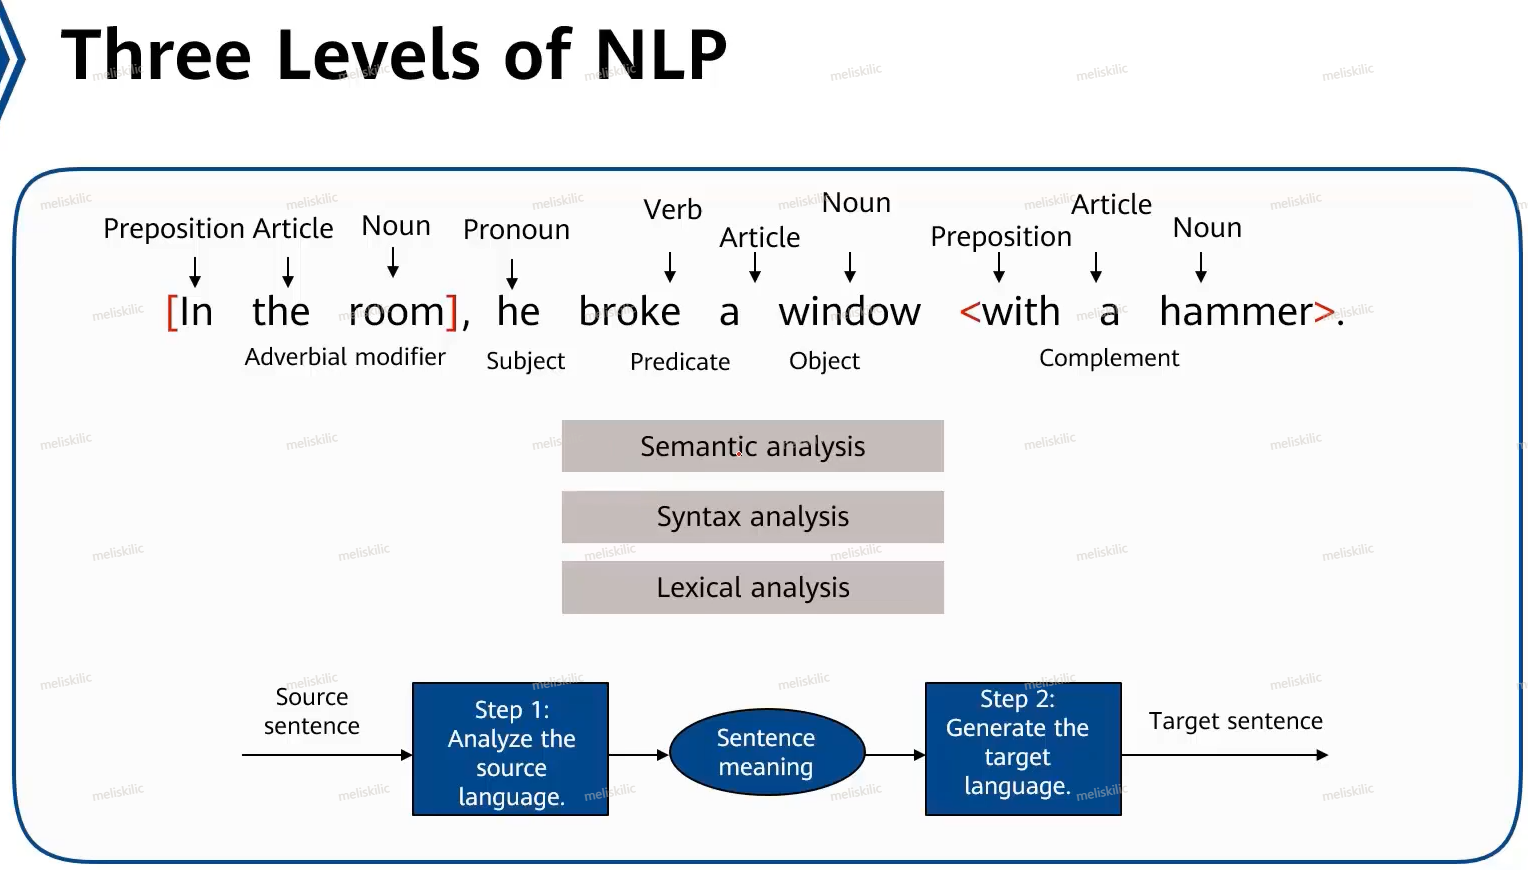 Three Levels of NLP
Preposition Article Noun Pronoun Verb Article Noun Preposition Article Noun
[In the room], he broke a window <with a hammer>.
Adverbial modifier Subject Predicate Object Complement
Semantic analysis
Syntax analysis
Lexical analysis
Source
sentence
Step 1:
Analyze the
source
language.
Sentence
meaning
Step 2:
Generate the
target
language.
Target sentence
meliskilic